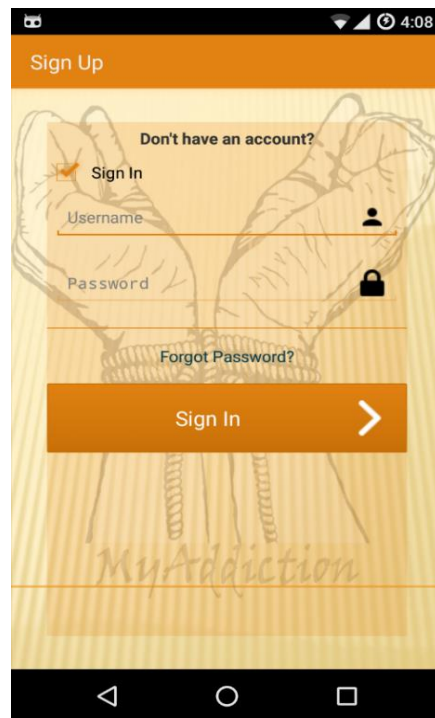 4:08
Sign Up
Don't have an account?
Sign In
Username
Password
Forgot Password?
Sign In
MyAddiction